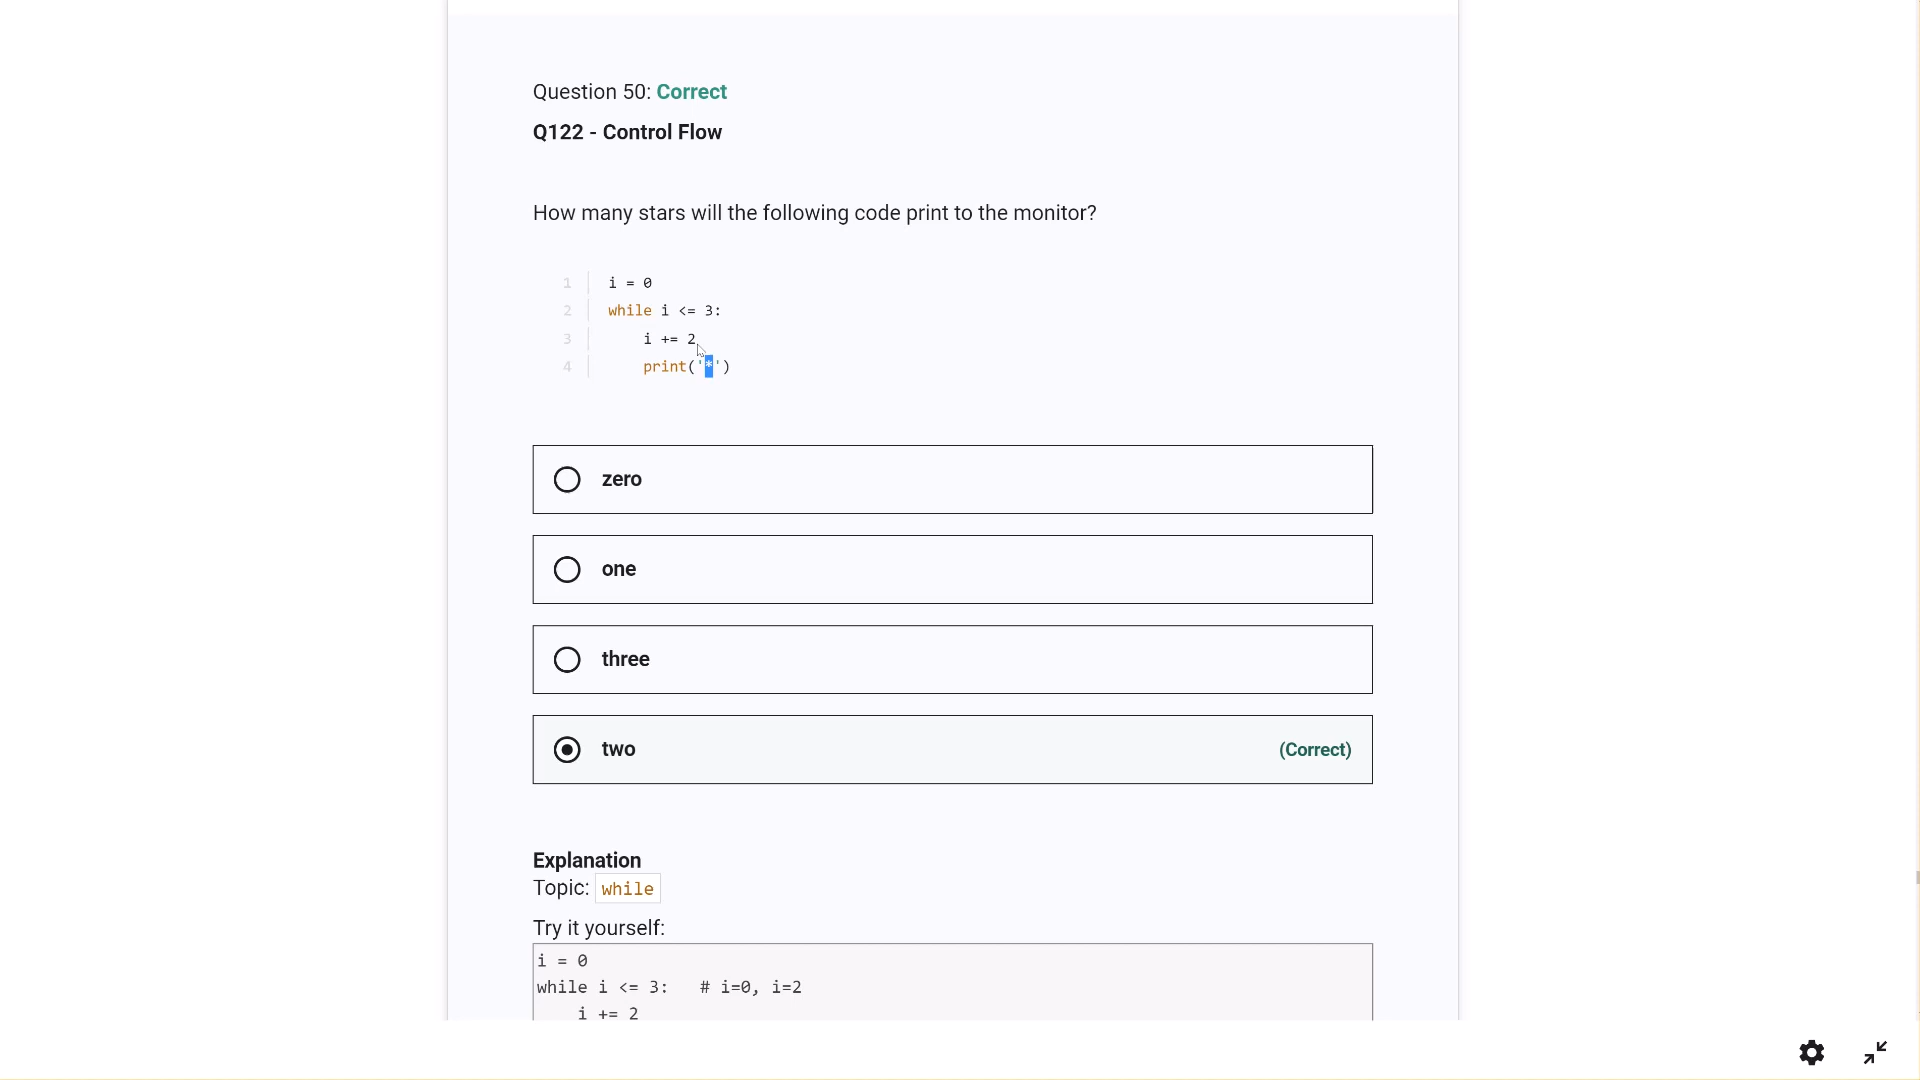 Question 50: Correct
Q122 - Control Flow
How many stars will the following code print to the monitor?
1 i = 0
2 while i <= 3:
3     i += 2
4     print('*')
zero
one
three
two (Correct)
Explanation
Topic: while
Try it yourself:
i = 0
while i <= 3:   # i=0, i=2
    i += 2